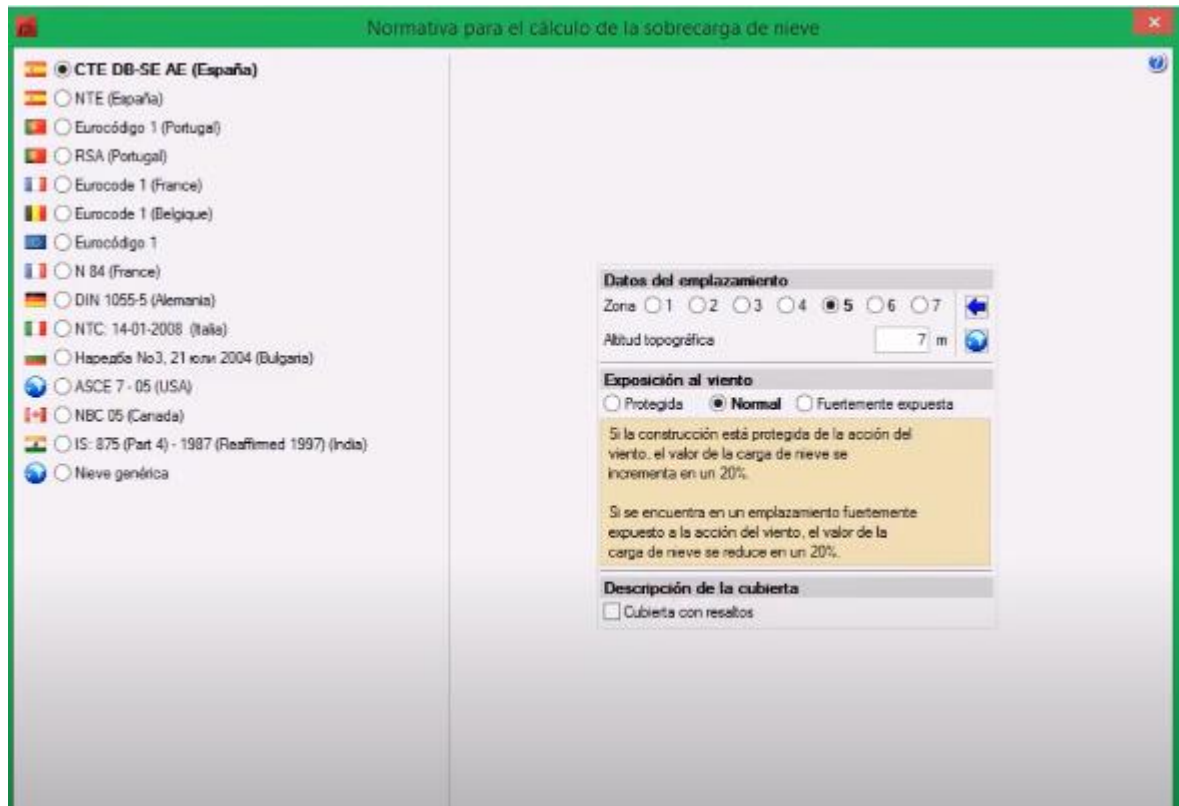 Normativa para el cálculo de la sobrecarga de nieve
CTE DB-SE AE (España)
NTE (España)
Eurocódigo 1 (Portugal)
RSA (Portugal)
Eurocode 1 (France)
Eurocode 1 (Belgique)
Eurocódigo 1
N 84 (France)
DIN 1055-5 (Alemania)
NTC: 14-01-2008 (Italia)
Наредба No3, 21 юли 2004 (Bulgaria)
ASCE 7 - 05 (USA)
NBC 05 (Canada)
IS: 875 (Part 4) - 1987 (Reaffirmed 1997) (India)
Nieve genérica
Datos del emplazamiento
Zona 1 2 3 4 5 6 7
Altitud topográfica 7 m
Exposición al viento
Protegida Normal Fuertemente expuesta
Si la construcción está protegida de la acción del
viento, el valor de la carga de nieve se
incrementa en un 20%.
Si se encuentra en un emplazamiento fuertemente
expuesto a la acción del viento, el valor de la
carga de nieve se reduce en un 20%.
Descripción de la cubierta
Cubierta con resaltos